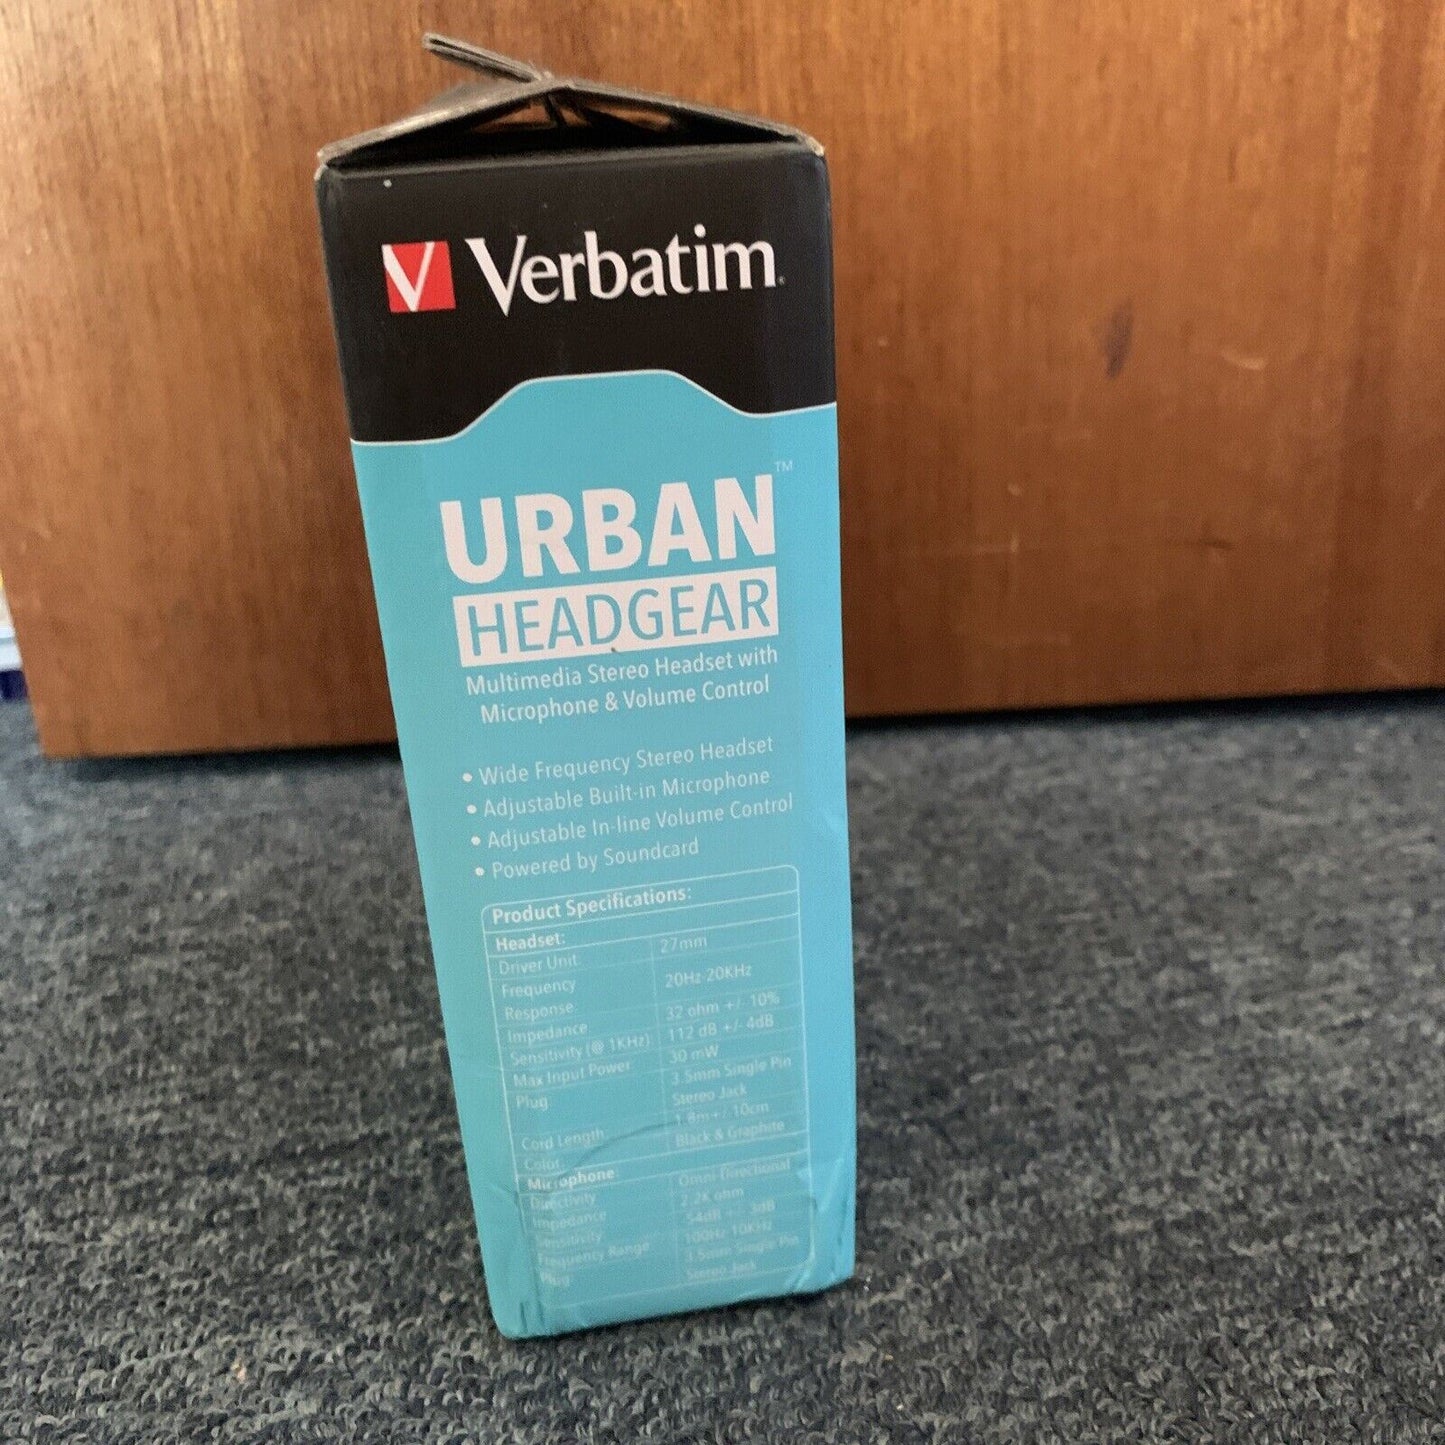 V Verbatim
URBAN™
HEADGEAR
Multimedia Stereo Headset with
Microphone & Volume Control
• Wide Frequency Stereo Headset
• Adjustable Built-in Microphone
• Adjustable In-line Volume Control
• Powered by Soundcard
Product Specifications:
Headset:
Driver Unit 27mm
Frequency
Response 20Hz-20KHz
Impedance 32 ohm +/- 10%
Sensitivity (@ 1KHz) 112 dB +/- 4dB
Max Input Power 30 mW
Plug 3.5mm Single Pin
Stereo Jack
Cord Length 1.8m+/ 10cm
Color Black & Graphite
Microphone:
Directivity Omni-Directional
Impedance 2.2K ohm
Sensitivity -54dB +/- 3dB
Frequency Range 100Hz-10KHz
Plug 3.5mm Single Pin
Stereo Jack